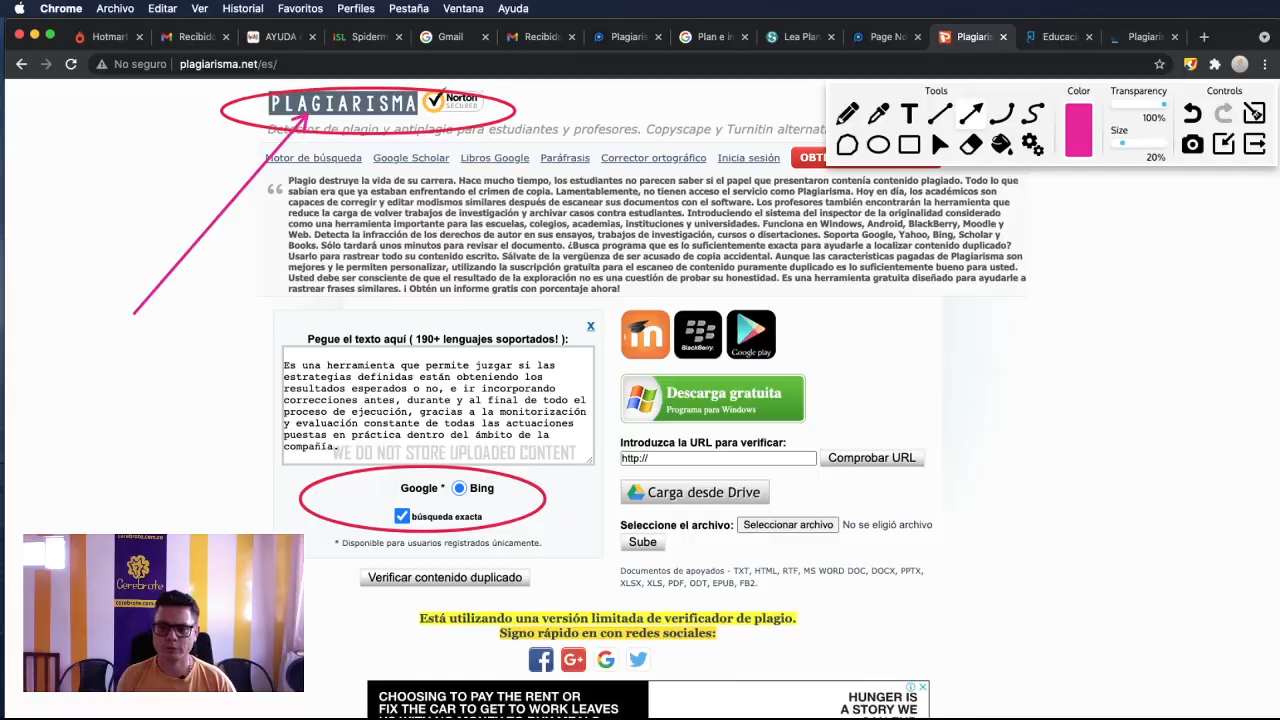 Chrome Archivo Editar Ver Historial Favoritos Perfiles Pestaña Ventana Ayuda
Hotmart Recibido AYUDA Spiderm Gmail Recibido Plagiaris Plan e in Lea Plan Page No Plagiaris Educaci Plagiaris
No seguro plagiarisma.net/es/
PLAGIARISMA Norton SECURED
Detector de plagio y antiplagio para estudiantes y profesores. Copyscape y Turnitin alternat
Tools Color Transparency Controls
100%
Size
20%
Motor de búsqueda Google Scholar Libros Google Paráfrasis Corrector ortográfico Inicia sesión OBT
Plagio destruye la vida de su carrera. Hace mucho tiempo, los estudiantes no parecen saber si el papel que presentaron contenía contenido plagiado. Todo lo que
sabían era que ya estaban enfrentando el crimen de copia. Lamentablemente, no tienen acceso el servicio como Plagiarisma. Hoy en día, los académicos son
capaces de corregir y editar modismos similares después de escanear sus documentos con el software. Los profesores también encontrarán la herramienta que
reduce la carga de volver trabajos de investigación y archivar casos contra estudiantes. Introduciendo el sistema del inspector de la originalidad considerado
como una herramienta importante para las escuelas, colegios, academias, instituciones y universidades. Funciona en Windows, Android, BlackBerry, Moodle y
Web. Detecta la infracción de los derechos de autor en sus ensayos, trabajos de investigación, cursos o disertaciones. Soporta Google, Yahoo, Bing, Scholar y
Books. Sólo tardará unos minutos para revisar el documento. ¿Busca programa que es lo suficientemente exacta para ayudarle a localizar contenido duplicado?
Usarlo para rastrear todo su contenido escrito. Sálvate de la vergüenza de ser acusado de copia accidental. Aunque las características pagadas de Plagiarisma son
mejores y le permiten personalizar, utilizando la suscripción gratuita para el escaneo de contenido puramente duplicado es lo suficientemente bueno para usted.
Usted debe ser consciente de que el resultado de la exploración no es una cuestión de probar su honestidad. Es una herramienta gratuita diseñado para ayudarle a
rastrear frases similares. ¡ Obtén un informe gratis con porcentaje ahora!
X
Pegue el texto aquí ( 190+ lenguajes soportados! ):
Es una herramienta que permite juzgar si las
estrategias definidas están obteniendo los
resultados esperados o no, e ir incorporando
correcciones antes, durante y al final de todo el
proceso de ejecución, gracias a la monitorización
y evaluación constante de todas las actuaciones
puestas en práctica dentro del ámbito de la
compañía.
WE DO NOT STORE UPLOADED CONTENT
Google * Bing
búsqueda exacta
* Disponible para usuarios registrados únicamente.
Verificar contenido duplicado
BlackBerry
Google play
Descarga gratuita
Programa para Windows
Introduzca la URL para verificar:
http:// Comprobar URL
Carga desde Drive
Seleccione el archivo: Seleccionar archivo No se eligió archivo
Sube
Documentos de apoyados - TXT, HTML, RTF, MS WORD DOC, DOCX, PPTX,
XLSX, XLS, PDF, ODT, EPUB, FB2.
Está utilizando una versión limitada de verificador de plagio.
Signo rápido en con redes sociales:
cerebrote.com.co
Cerebrote
cerebrote.com
CHOOSING TO PAY THE RENT OR
FIX THE CAR TO GET TO WORK LEAVES
HUNGER IS
A STORY WE